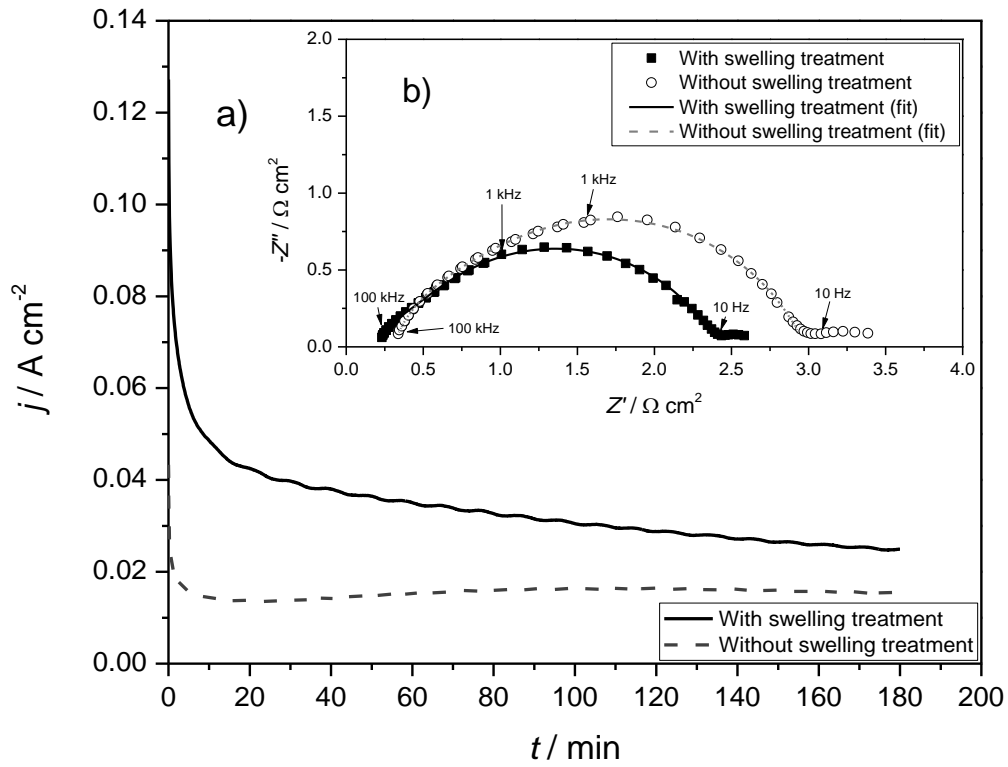 0.14
0.12
0.10
0.08
0.06
0.04
0.02
0.00
j / A cm⁻²
0
20
40
60
80
100
120
140
160
180
200
t / min
a)
With swelling treatment
Without swelling treatment
b)
With swelling treatment
Without swelling treatment
With swelling treatment (fit)
Without swelling treatment (fit)
2.0
1.5
1.0
0.5
0.0
-Z'' / Ω cm²
1 kHz
1 kHz
100 kHz
100 kHz
10 Hz
10 Hz
0.0
0.5
1.0
1.5
2.0
2.5
3.0
3.5
4.0
Z' / Ω cm²